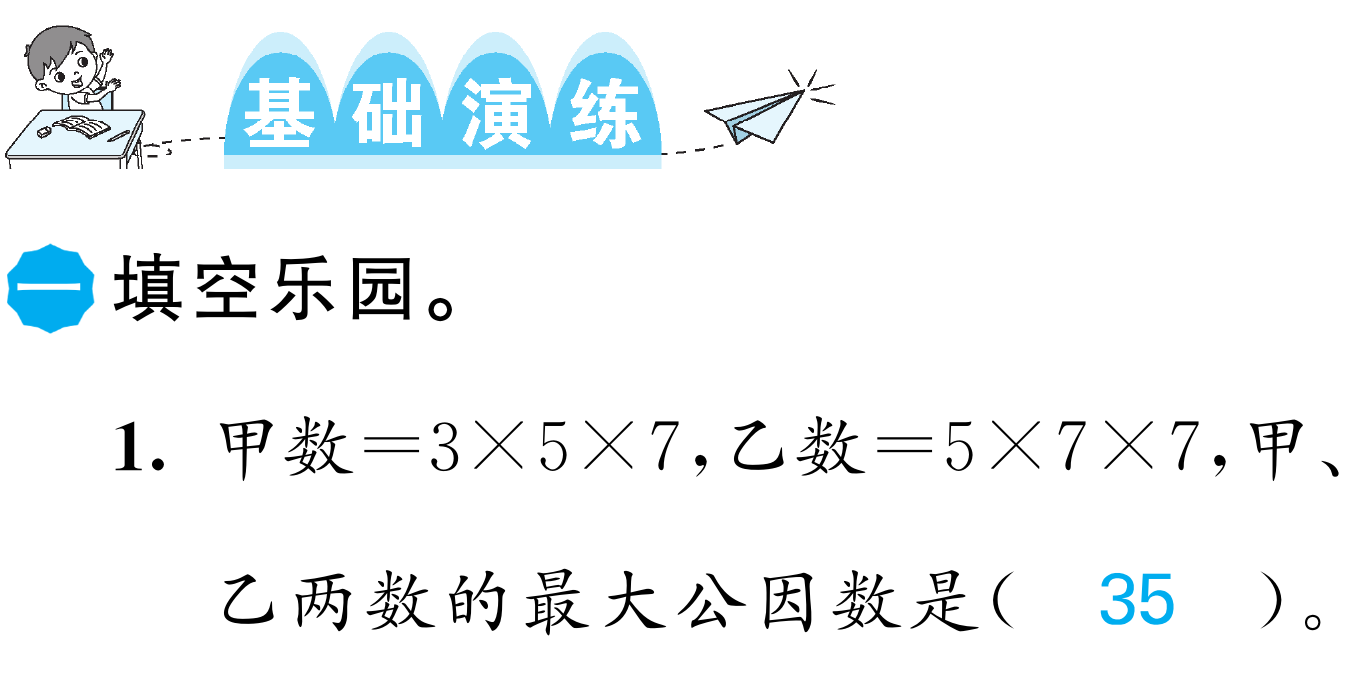 基础演练
一 填空乐园。
1. 甲数=3×5×7,乙数=5×7×7,甲、
乙两数的最大公因数是( 35 )。